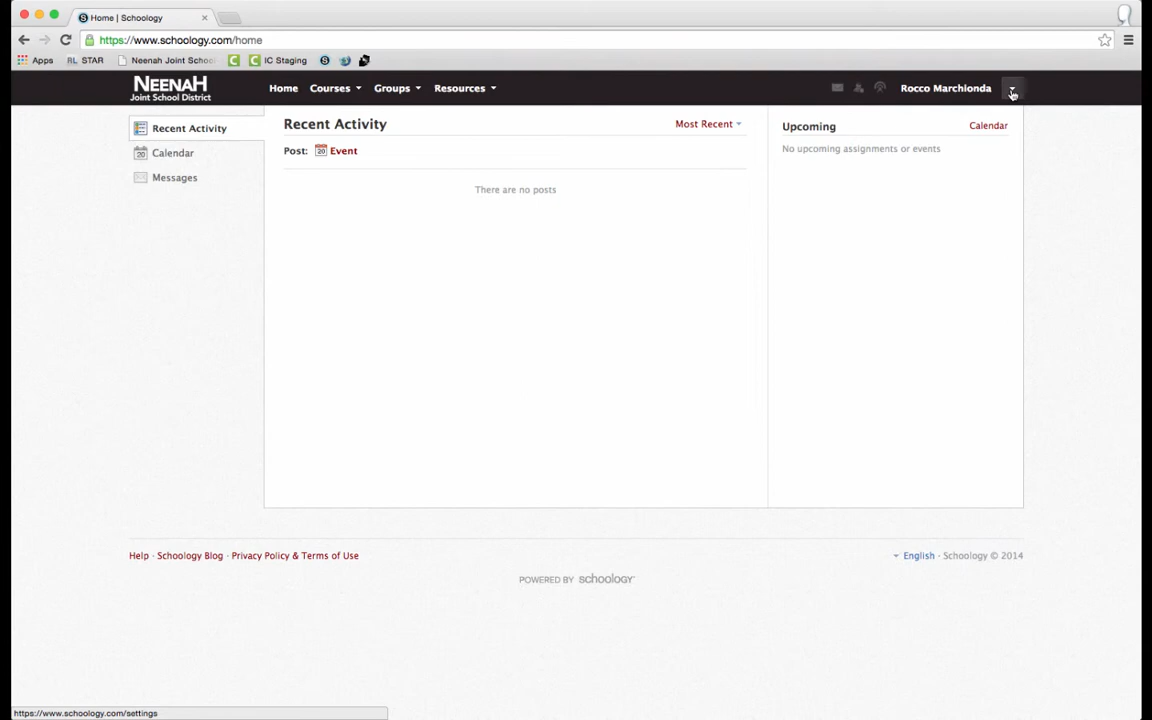 Home | Schoology
https://www.schoology.com/home
Apps RL STAR Neenah Joint Schoo IC Staging
NEENAH
Joint School District
Home Courses Groups Resources Rocco Marchionda
Recent Activity
Calendar
Messages
Recent Activity Most Recent
Post: 20 Event
There are no posts
Upcoming Calendar
No upcoming assignments or events
Help · Schoology Blog · Privacy Policy & Terms of Use
English · Schoology © 2014
POWERED BY schoology
https://www.schoology.com/settings